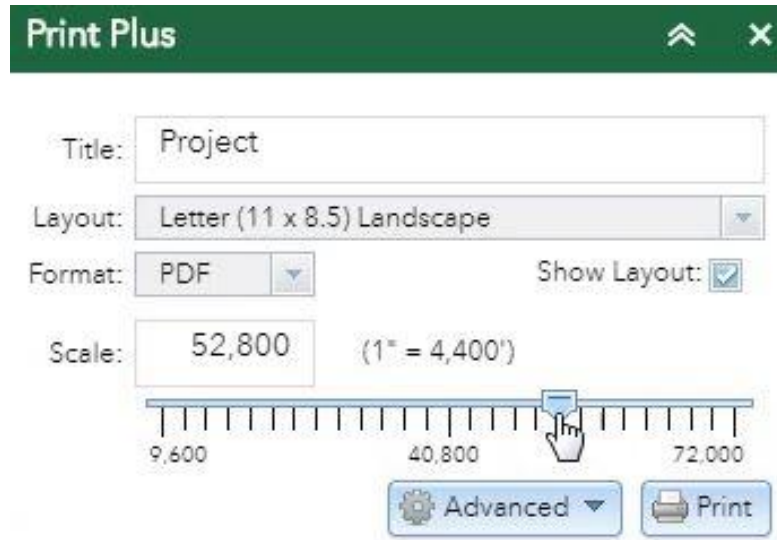 Print Plus
Title: Project
Layout: Letter (11 x 8.5) Landscape
Format: PDF Show Layout:
Scale: 52,800 (1" = 4,400')
9,600 40,800 72,000
Advanced Print